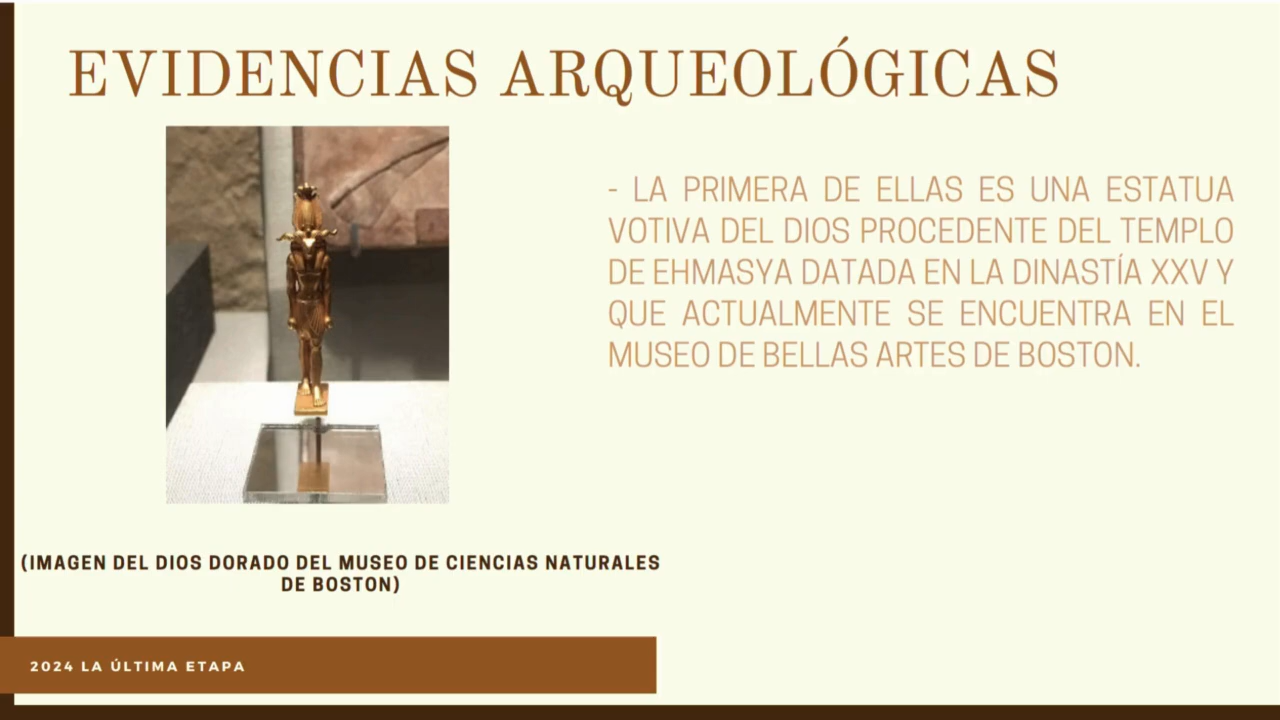 EVIDENCIAS ARQUEOLÓGICAS
- LA PRIMERA DE ELLAS ES UNA ESTATUA
VOTIVA DEL DIOS PROCEDENTE DEL TEMPLO
DE EHMASYA DATADA EN LA DINASTÍA XXV Y
QUE ACTUALMENTE SE ENCUENTRA EN EL
MUSEO DE BELLAS ARTES DE BOSTON.
(IMAGEN DEL DIOS DORADO DEL MUSEO DE CIENCIAS NATURALES
DE BOSTON)
2024 LA ÚLTIMA ETAPA